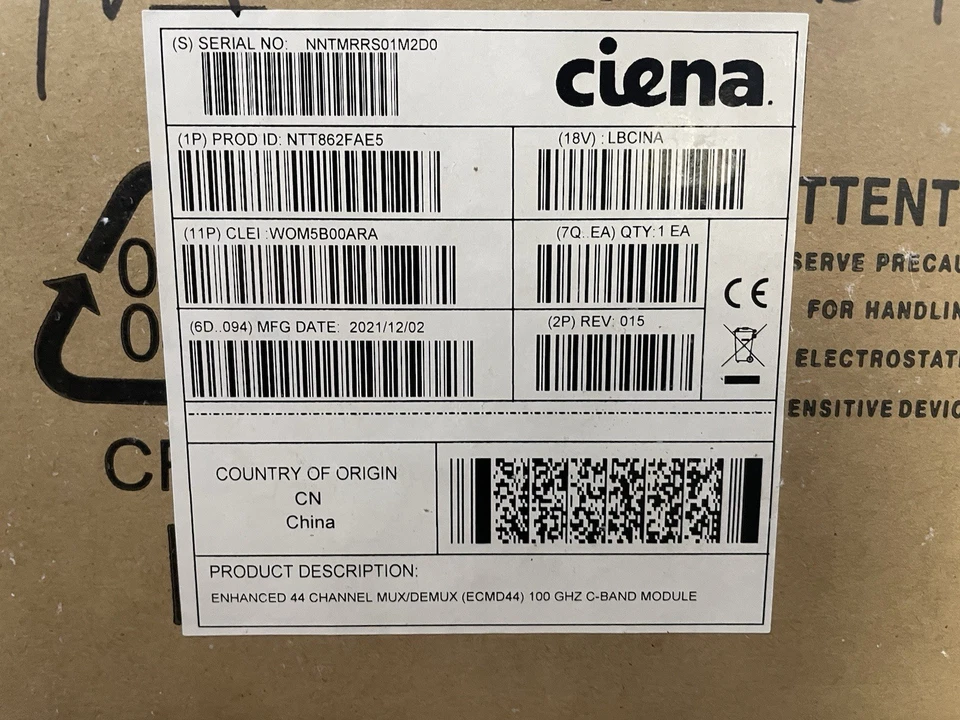 (S) SERIAL NO: NNTMRRS01M2D0
ciena.
(1P) PROD ID: NTT862FAE5
(18V) : LBCINA
(11P) CLEI :WOM5B00ARA
(7Q..EA) QTY:1 EA
CE
(6D..094) MFG DATE: 2021/12/02
(2P) REV: 015
COUNTRY OF ORIGIN
CN
China
PRODUCT DESCRIPTION:
ENHANCED 44 CHANNEL MUX/DEMUX (ECMD44) 100 GHZ C-BAND MODULE
TTENT
SERVE PRECAU
FOR HANDLIN
ELECTROSTATI
ENSITIVE DEVIC